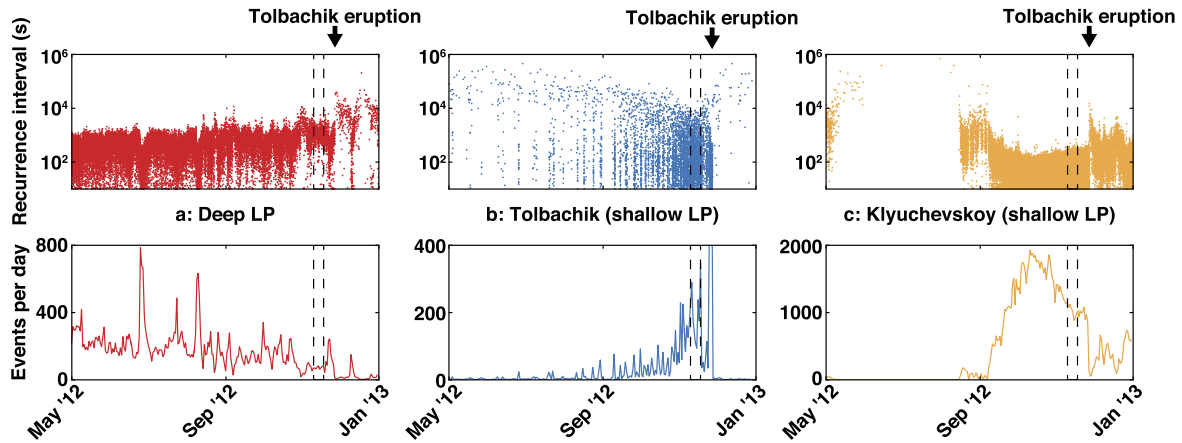 Tolbachik eruption Tolbachik eruption Tolbachik eruption
Recurrence interval (s)
10⁶ 10⁶ 10⁶
10⁴ 10⁴ 10⁴
10² 10² 10²
a: Deep LP b: Tolbachik (shallow LP) c: Klyuchevskoy (shallow LP)
Events per day
800 400 2000
400 200 1000
0 0 0
May '12 Sep '12 Jan '13 May '12 Sep '12 Jan '13 May '12 Sep '12 Jan '13